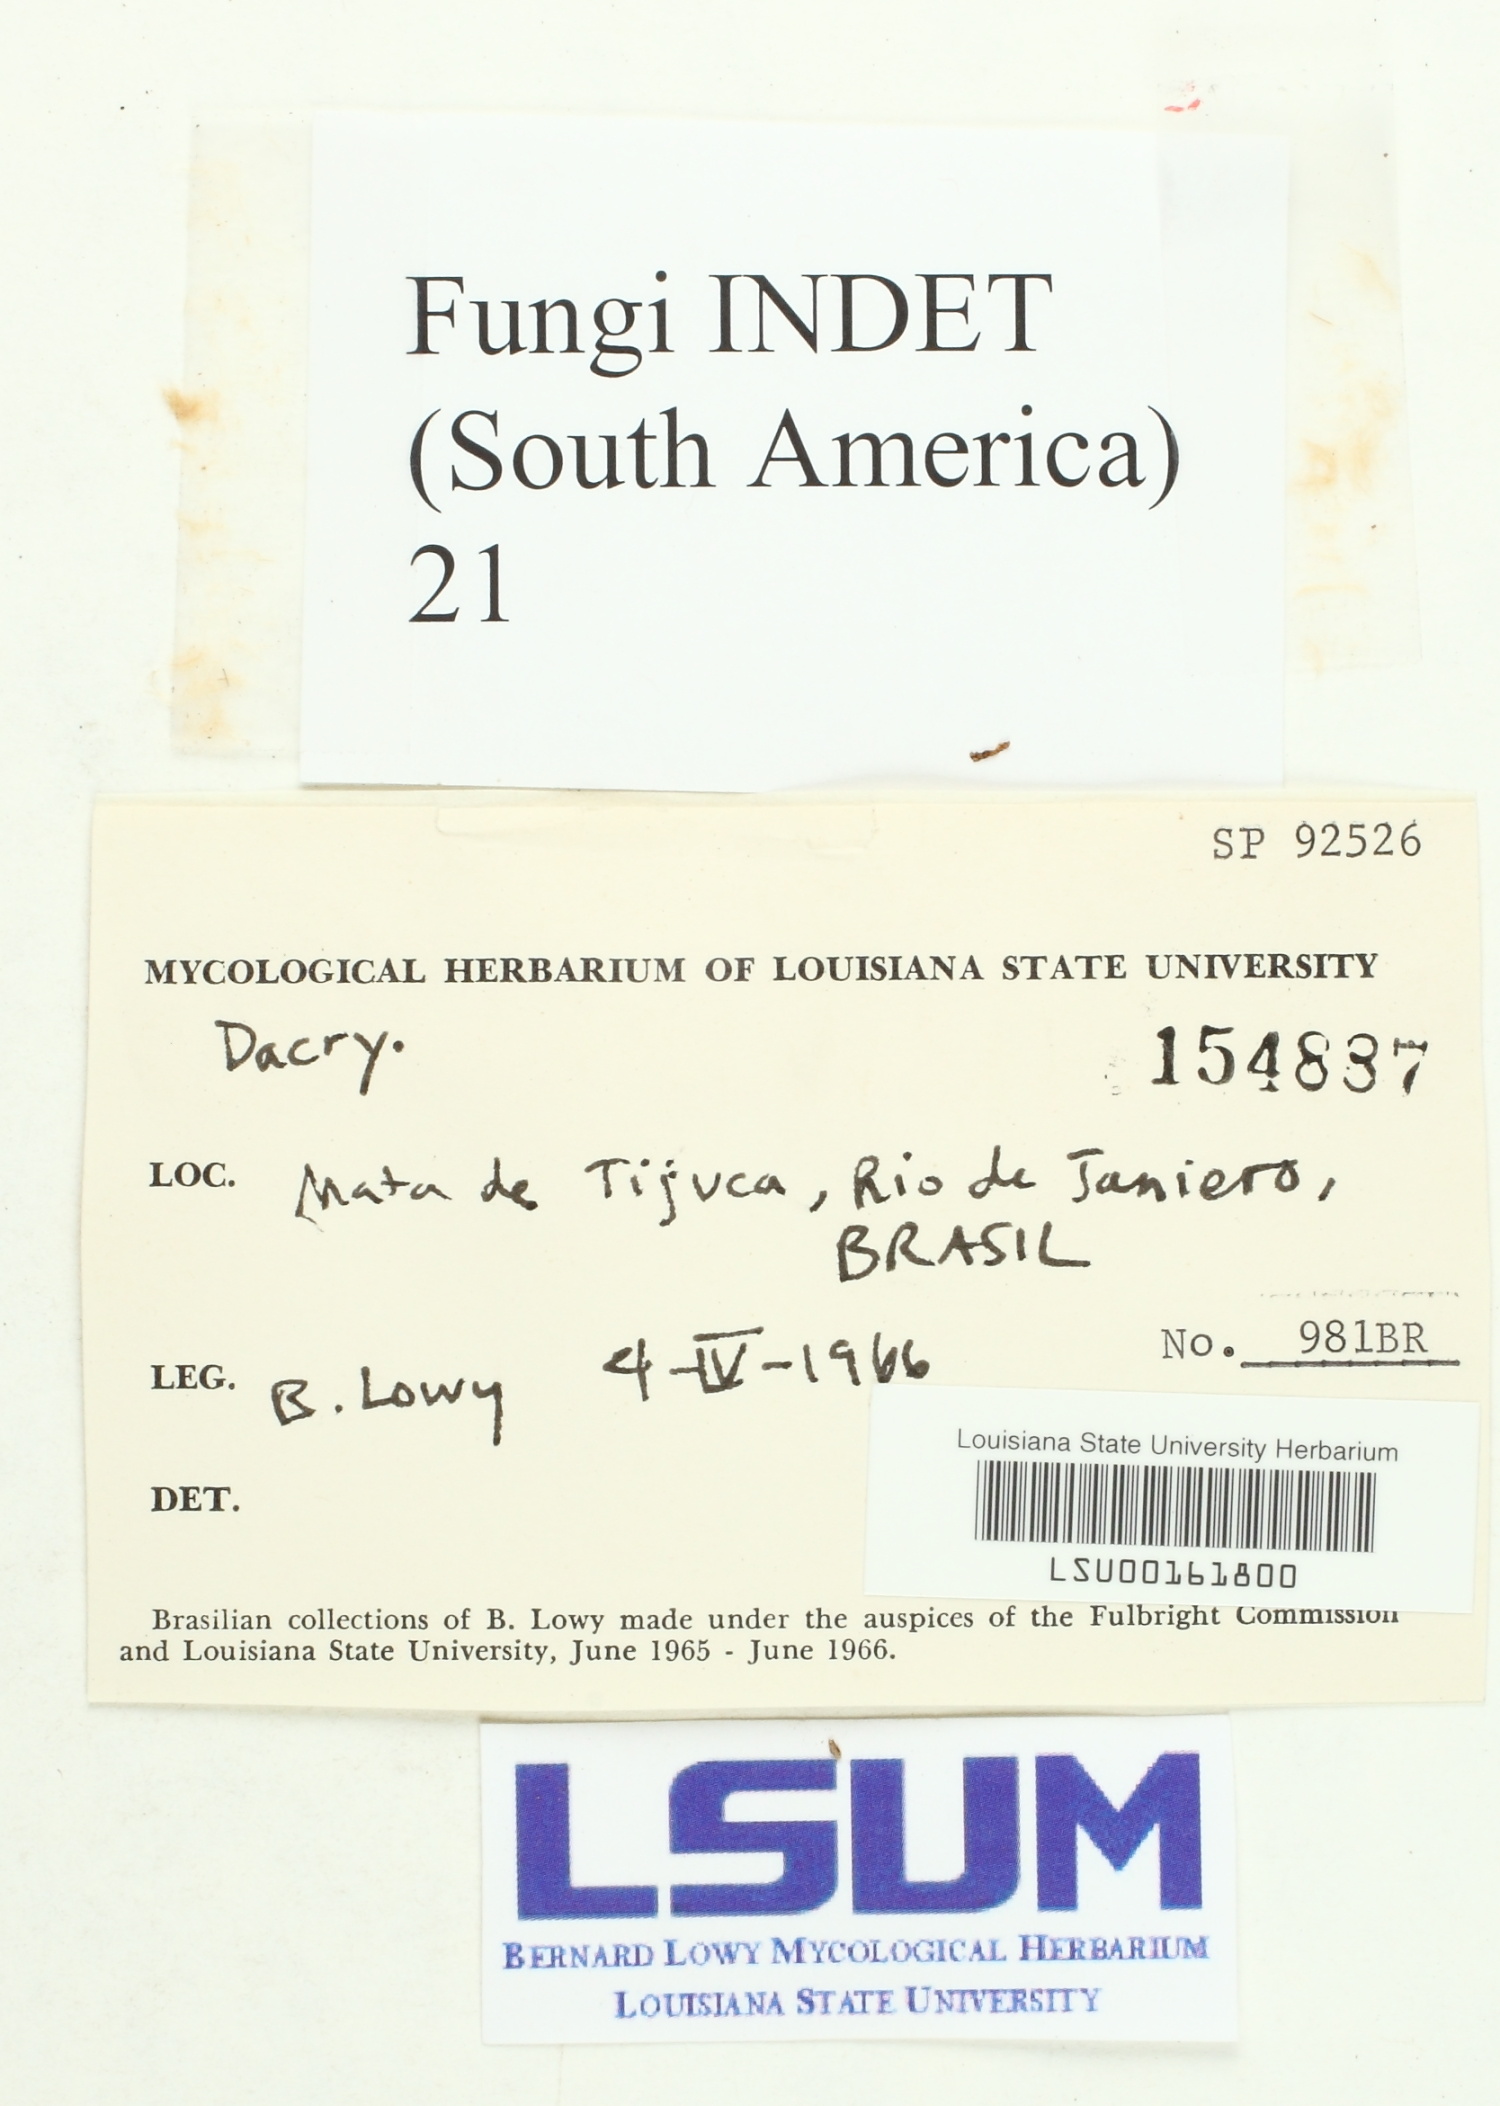 Fungi INDET
(South America)
21
SP 92526
MYCOLOGICAL HERBARIUM OF LOUISIANA STATE UNIVERSITY
Dacry.
154837
LOC. Mata de Tijuca, Rio de Janiero,
BRASIL
No. 981BR
LEG. B. Lowy 4-IV-1966
Louisiana State University Herbarium
LSU00161800
DET.
Brasilian collections of B. Lowy made under the auspices of the Fulbright Commission
and Louisiana State University, June 1965 - June 1966.
LSUM
BERNARD LOWY MYCOLOGICAL HERBARIUM
LOUISIANA STATE UNIVERSITY